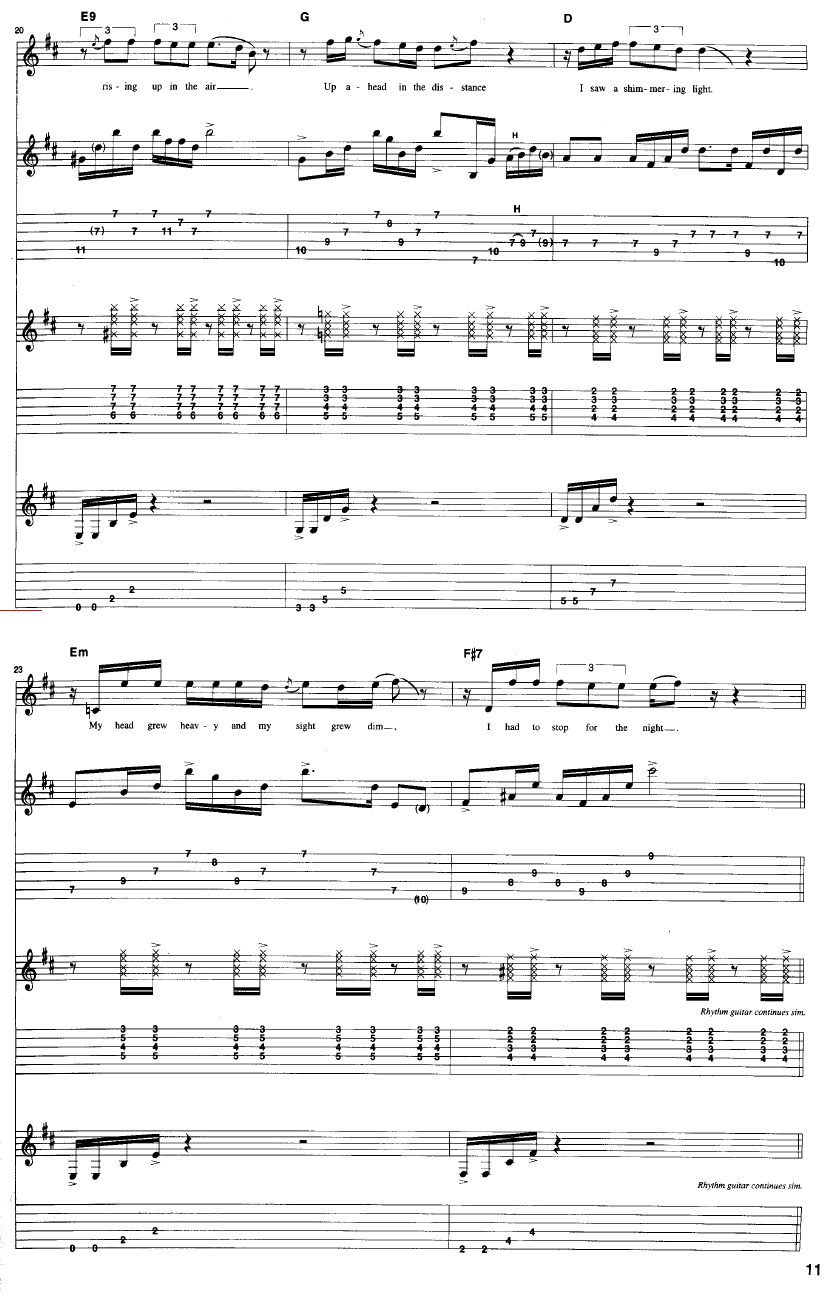 20 E9 G D
3 3 3
ris - ing up in the air . Up a - head in the dis - stance I saw a shim - mer - ing light.
H
7 7 7 7 7 H
(7) 7 11 7 9 7 8 9 7 7 9 (9) 7 7 7 9 7 7 7 7 7 7
11 10 7 10 9 10
7 7 7 7 7 7 3 3 3 3 3 3 3 2 2 2 2 2 2 2 2
7 7 7 7 7 7 3 3 3 3 3 3 3 3 3 3 3 3 3 3 3
7 7 7 7 7 7 4 4 4 4 4 4 4 2 2 2 2 2 2 2 2
6 6 6 6 6 6 5 5 5 5 5 5 5 4 4 4 4 4 4 4 4
0 0 2 2 3 3 5 5 5 5 7 7
23 Em F#7
3
My head grew heav - y and my sight grew dim , I had to stop for the night .
7 9 7 7 8 9 7 7 7 7 (10) 9 8 9 8 9 8 9 9
Rhythm guitar continues sim.
3 3 3 3 3 3 3 3 2 2 2 2 2 2 2 2
5 5 5 5 5 5 5 5 2 2 2 2 2 2 2 2
4 4 4 4 4 4 4 4 3 3 3 3 3 3 3 3
5 5 5 5 5 5 5 5 4 4 4 4 4 4 4 4
Rhythm guitar continues sim.
0 0 2 2 2 2 4 4
11